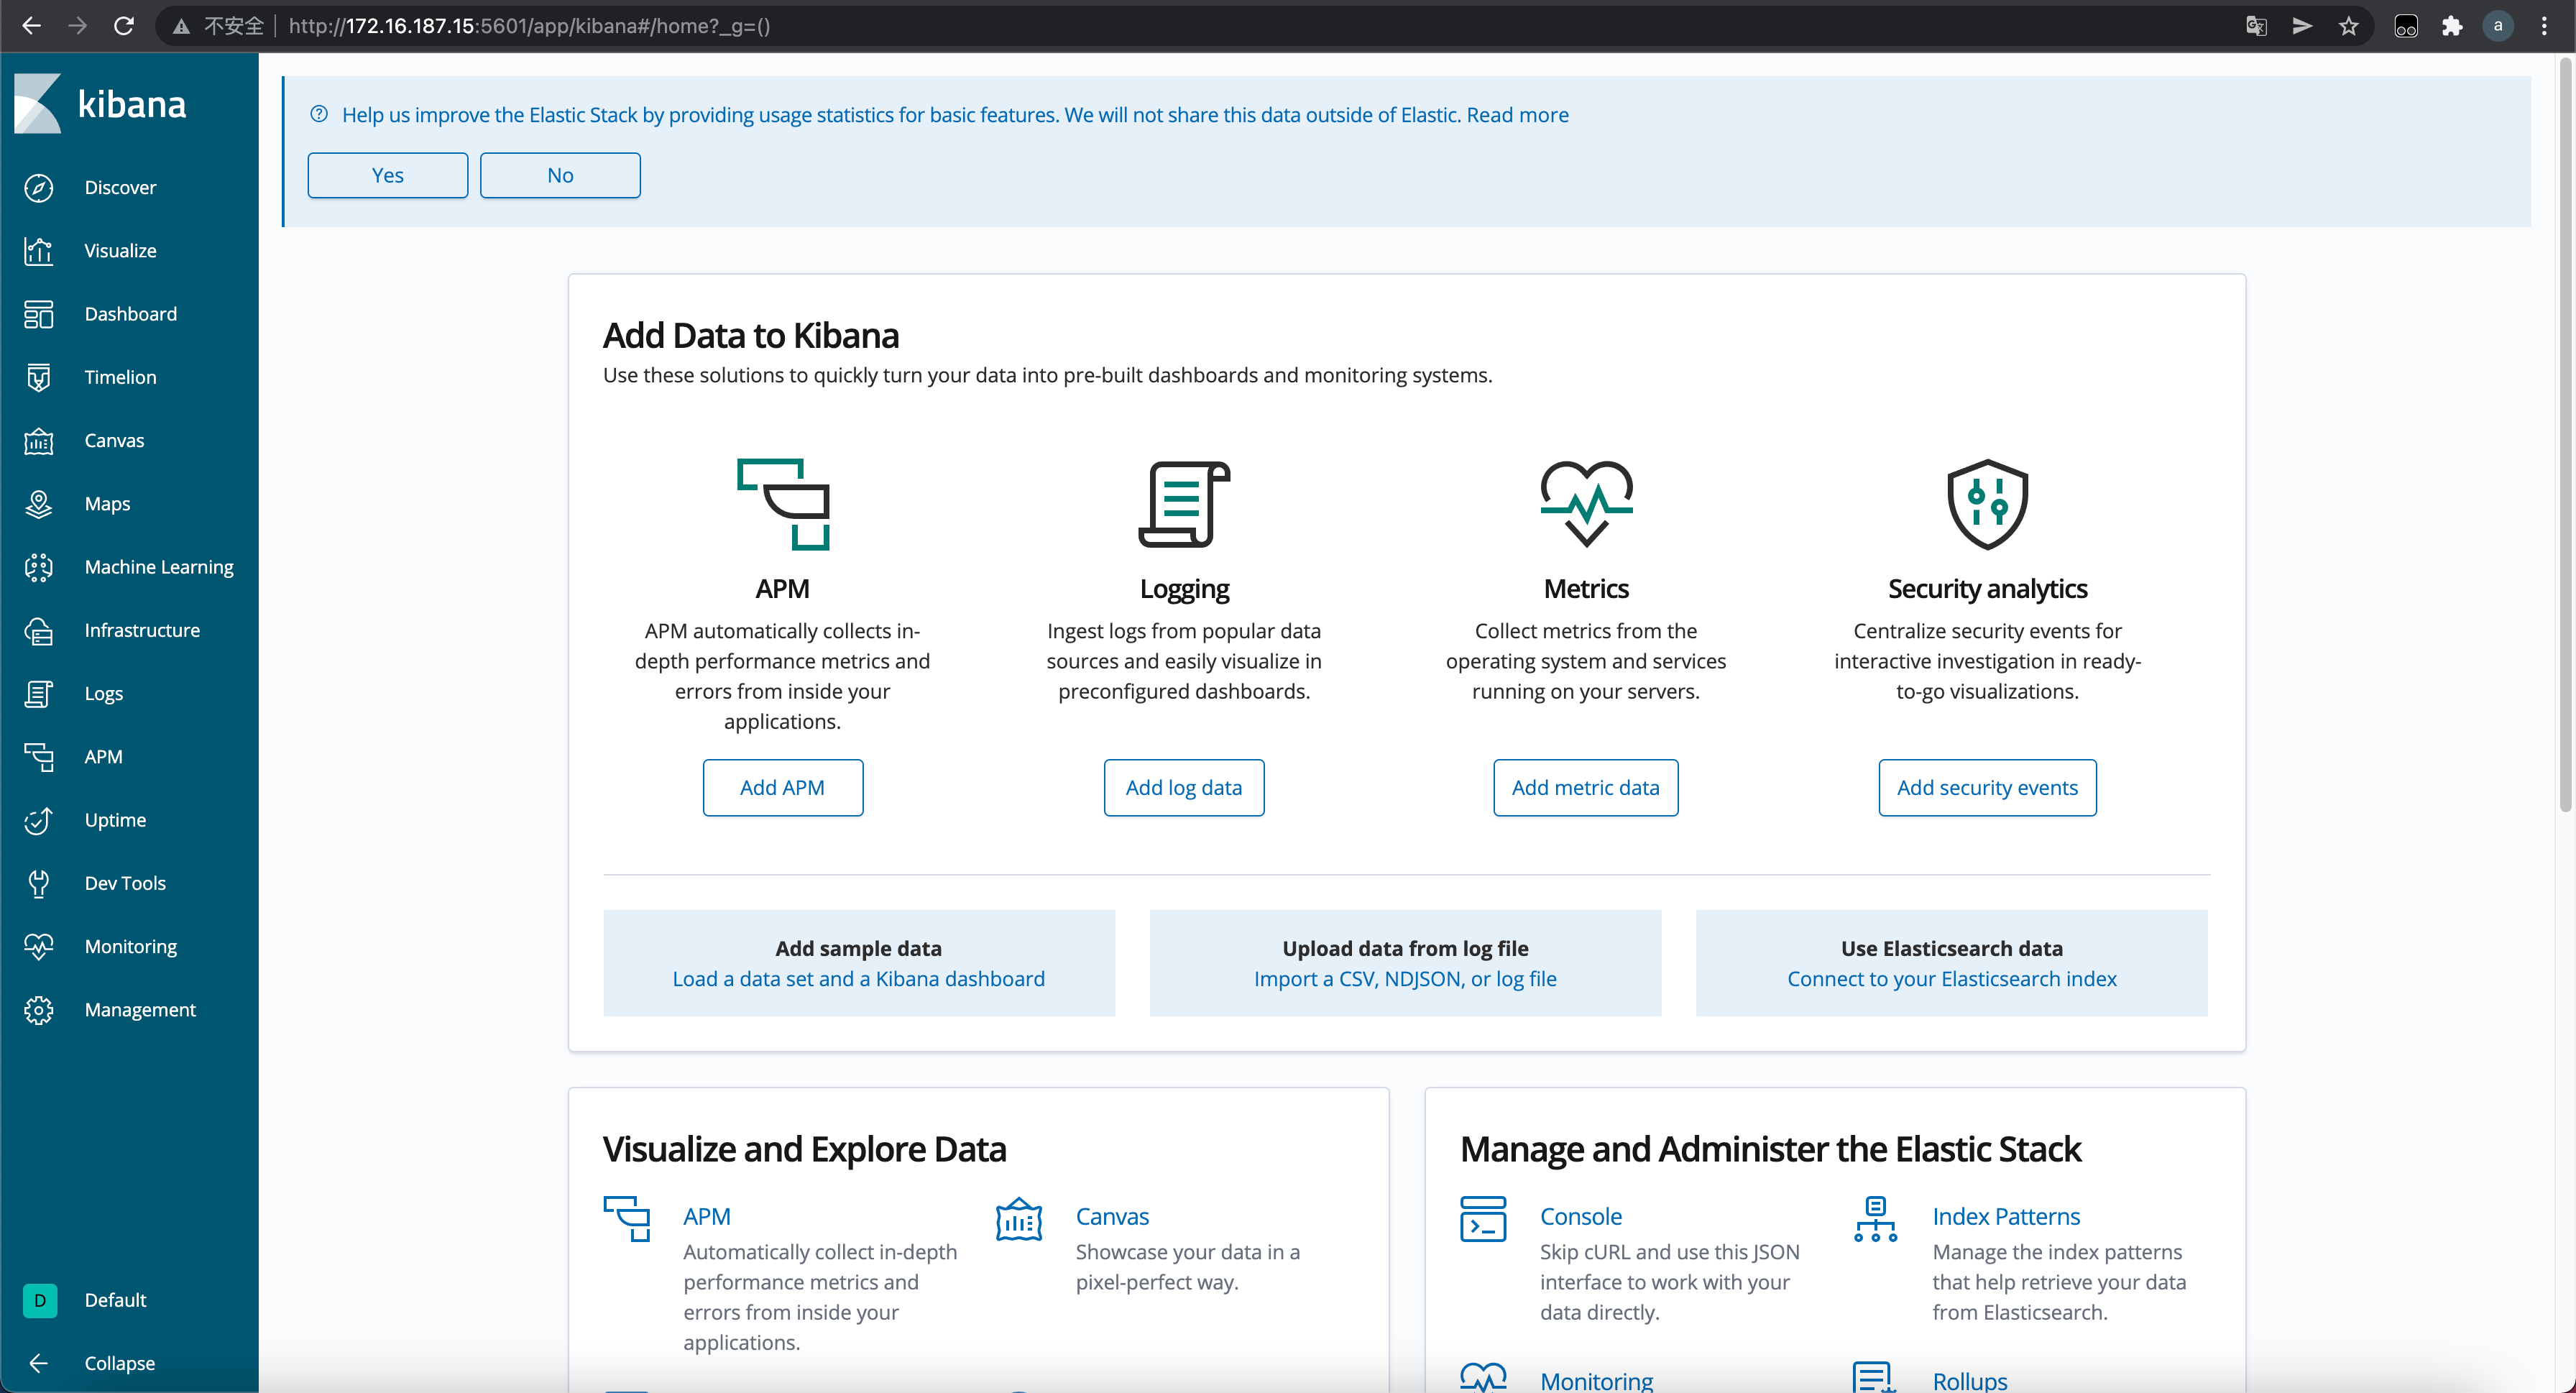 不安全 http://172.16.187.15:5601/app/kibana#/home?_g=()
a
kibana
Discover
Visualize
Dashboard
Timelion
Canvas
Maps
Machine Learning
Infrastructure
Logs
APM
Uptime
Dev Tools
Monitoring
Management
D Default
Collapse
Help us improve the Elastic Stack by providing usage statistics for basic features. We will not share this data outside of Elastic. Read more
Yes No
Add Data to Kibana
Use these solutions to quickly turn your data into pre-built dashboards and monitoring systems.
APM
APM automatically collects in-
depth performance metrics and
errors from inside your
applications.
Add APM
Logging
Ingest logs from popular data
sources and easily visualize in
preconfigured dashboards.
Add log data
Metrics
Collect metrics from the
operating system and services
running on your servers.
Add metric data
Security analytics
Centralize security events for
interactive investigation in ready-
to-go visualizations.
Add security events
Add sample data
Load a data set and a Kibana dashboard
Upload data from log file
Import a CSV, NDJSON, or log file
Use Elasticsearch data
Connect to your Elasticsearch index
Visualize and Explore Data
APM
Automatically collect in-depth
performance metrics and
errors from inside your
applications.
Canvas
Showcase your data in a
pixel-perfect way.
Manage and Administer the Elastic Stack
Console
Skip cURL and use this JSON
interface to work with your
data directly.
Index Patterns
Manage the index patterns
that help retrieve your data
from Elasticsearch.
Monitoring
Rollups